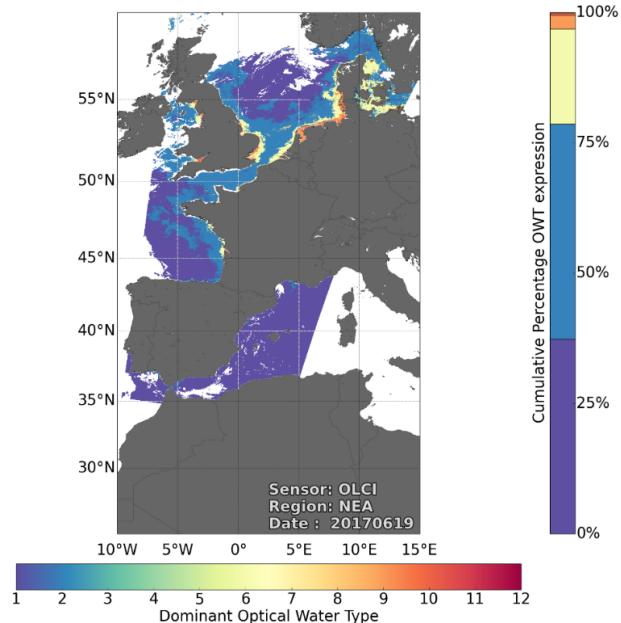 100%
55°N
75%
50°N
45°N
50%
40°N
25%
35°N
30°N
Sensor: OLCI
Region: NEA
Date : 20170619
0%
10°W 5°W 0° 5°E 10°E 15°E
Cumulative Percentage OWT expression
1 2 3 4 5 6 7 8 9 10 11 12
Dominant Optical Water Type